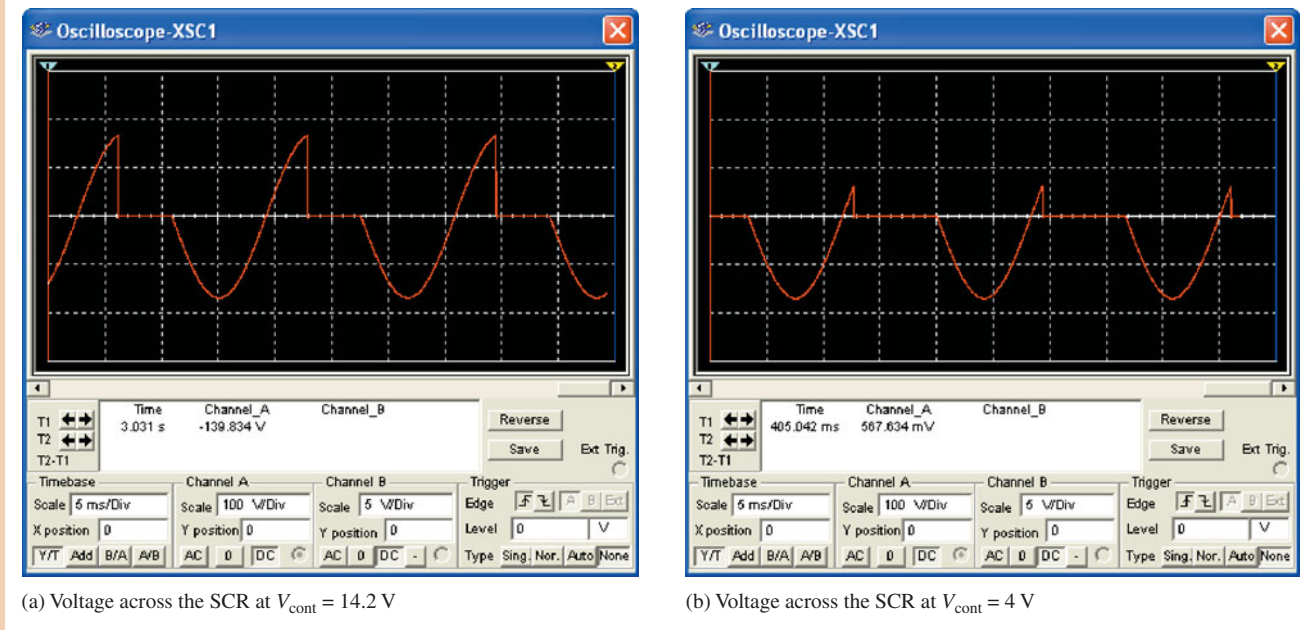 Oscilloscope-XSC1
1
2
T1
T2
T2-T1
Time Channel_A Channel_B
3.031 s -139.834 V
Reverse
Save
Ext Trig.
Timebase
Scale 5 ms/Div
X position 0
Y/T Add B/A A/B
Channel A
Scale 100 V/Div
Y position 0
AC 0 DC
Channel B
Scale 5 V/Div
Y position 0
AC 0 DC -
Trigger
Edge A B Ext
Level 0 V
Type Sing. Nor. Auto None
(a) Voltage across the SCR at Vcont = 14.2 V
Oscilloscope-XSC1
1
2
T1
T2
T2-T1
Time Channel_A Channel_B
405.042 ms 567.634 mV
Reverse
Save
Ext Trig.
Timebase
Scale 5 ms/Div
X position 0
Y/T Add B/A A/B
Channel A
Scale 100 V/Div
Y position 0
AC 0 DC
Channel B
Scale 5 V/Div
Y position 0
AC 0 DC -
Trigger
Edge A B Ext
Level 0 V
Type Sing. Nor. Auto None
(b) Voltage across the SCR at Vcont = 4 V